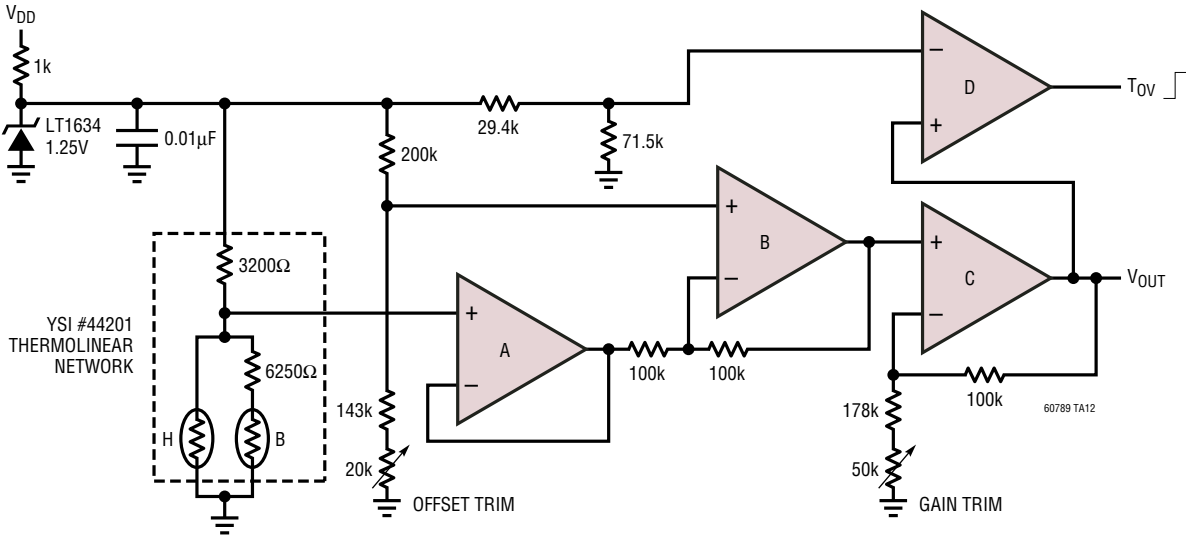 VDD
1k
LT1634
1.25V
0.01µF
29.4k
71.5k
200k
D
−
+
TOV
3200Ω
YSI #44201
THERMOLINEAR
NETWORK
6250Ω
H
B
143k
20k
OFFSET TRIM
A
+
−
100k
100k
B
+
−
C
+
−
VOUT
100k
178k
50k
GAIN TRIM
60789 TA12